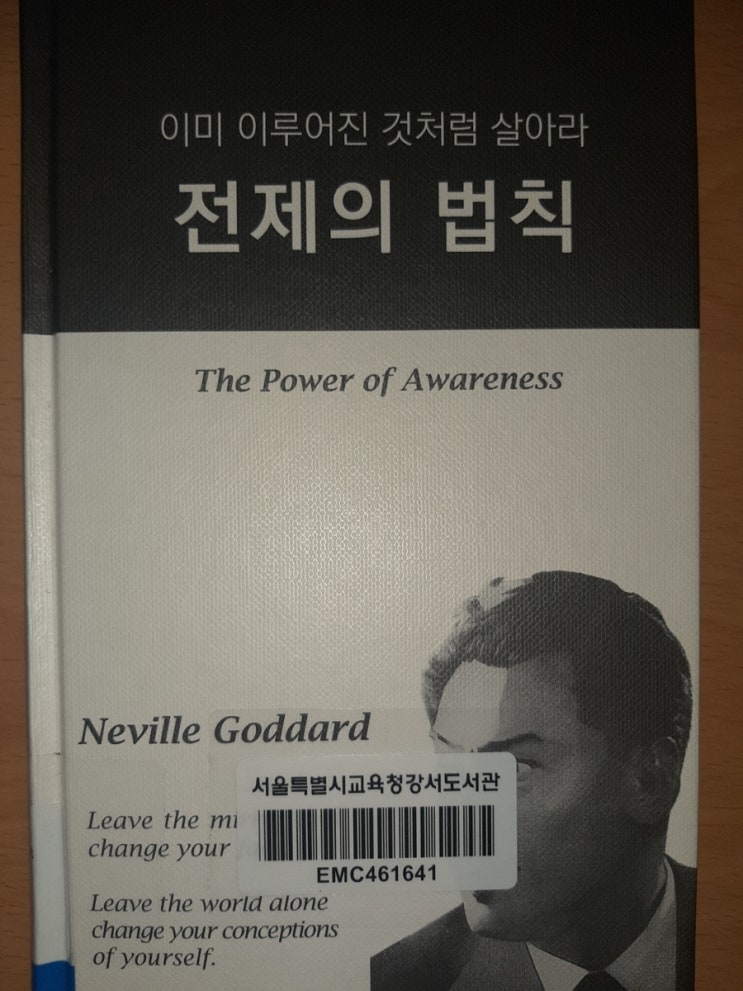 이미 이루어진 것처럼 살아라
전제의 법칙
The Power of Awareness
Neville Goddard
서울특별시교육청강서도서관
EMC461641
Leave the
change your
Leave the world alone
change your conceptions
of yourself.